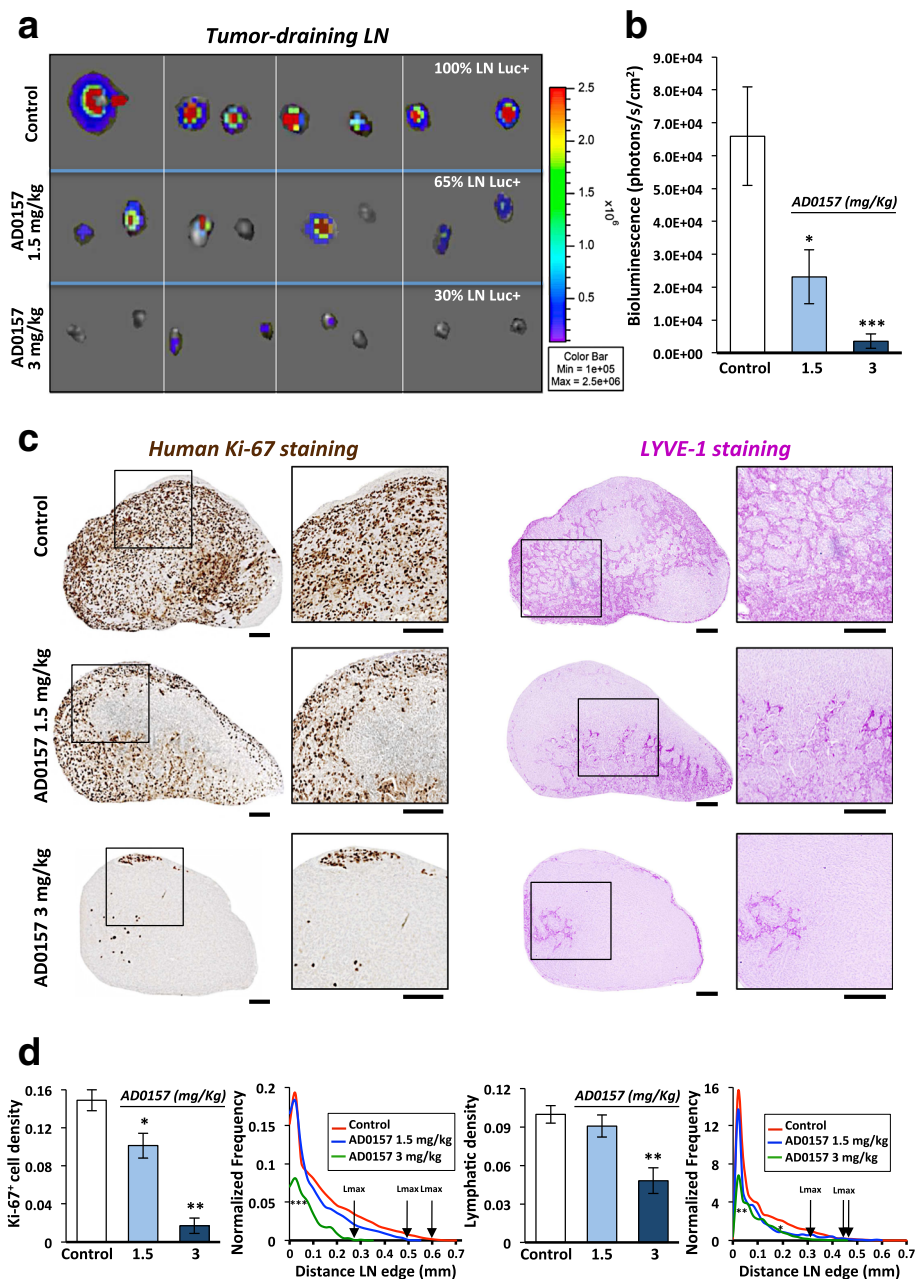 a
Tumor-draining LN
Control
100% LN Luc+
AD0157
1.5 mg/kg
65% LN Luc+
AD0157
3 mg/kg
30% LN Luc+
2.5
2.0
1.5
1.0
0.5
x10⁶
Color Bar
Min = 1e+05
Max = 2.5e+06
b
Bioluminescence (photons/s/cm²)
9.0E+04
8.0E+04
7.0E+04
6.0E+04
5.0E+04
4.0E+04
3.0E+04
2.0E+04
1.0E+04
0.0E+00
AD0157 (mg/Kg)
*
***
Control 1.5 3
c
Human Ki-67 staining
LYVE-1 staining
Control
AD0157 1.5 mg/kg
AD0157 3 mg/kg
d
Ki-67⁺ cell density
0.16
0.12
0.08
0.04
0
AD0157 (mg/Kg)
*
**
Control 1.5 3
Normalized Frequency
0.2
0.15
0.1
0.05
0
Control
AD0157 1.5 mg/kg
AD0157 3 mg/kg
***
Lmax Lmax Lmax
0 0.1 0.2 0.3 0.4 0.5 0.6 0.7
Distance LN edge (mm)
Lymphatic density
0.12
0.09
0.06
0.03
0
AD0157 (mg/Kg)
**
Control 1.5 3
Normalized Frequency
16
12
8
4
0
Control
AD0157 1.5 mg/kg
AD0157 3 mg/kg
**
*
Lmax Lmax
0 0.1 0.2 0.3 0.4 0.5 0.6 0.7
Distance LN edge (mm)